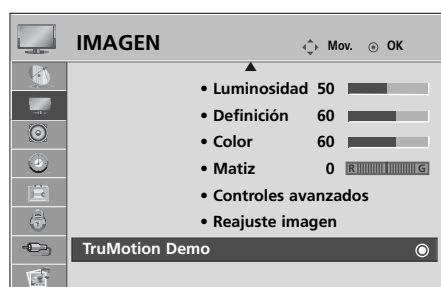 IMAGEN Mov. OK
• Luminosidad 50
• Definición 60
• Color 60
• Matiz 0 R G
• Controles avanzados
• Reajuste imagen
TruMotion Demo